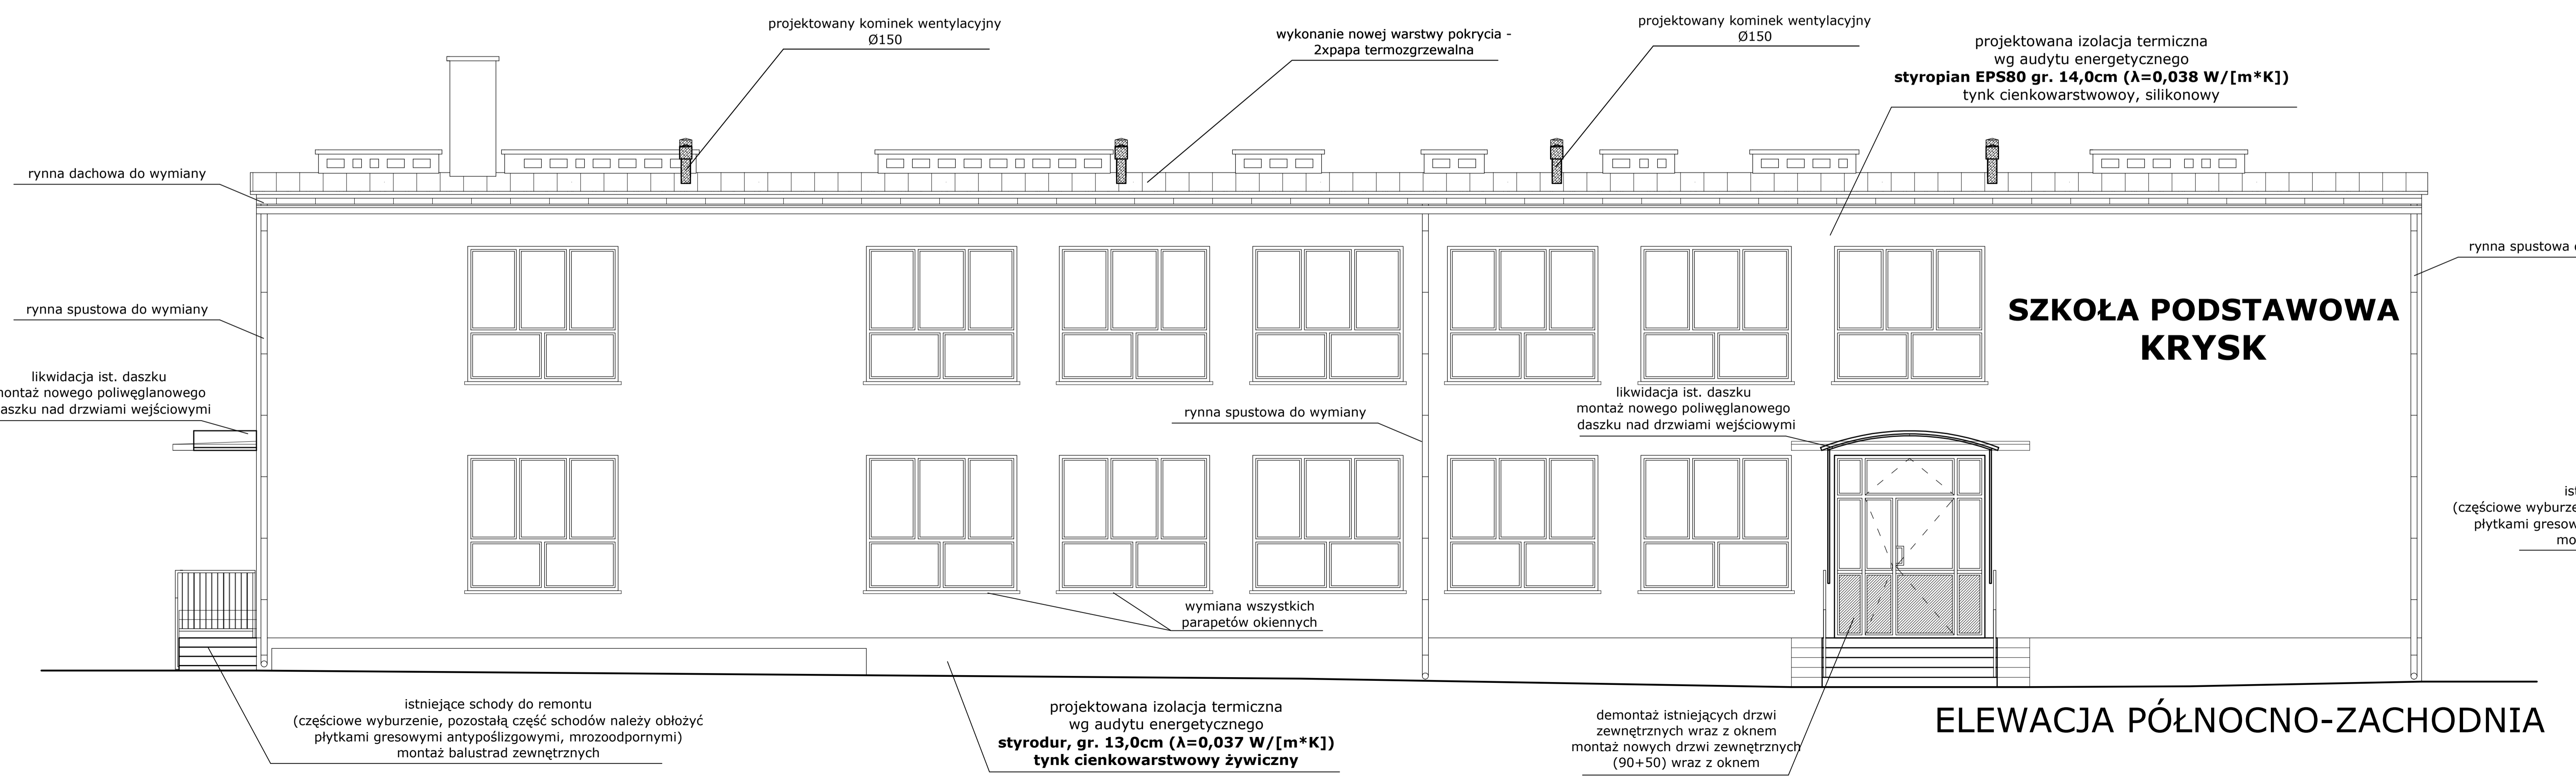 projektowany kominek wentylacyjny
Ø150
wykonanie nowej warstwy pokrycia -
2xpapa termozgrzewalna
projektowany kominek wentylacyjny
Ø150
projektowana izolacja termiczna
wg audytu energetycznego
styropian EPS80 gr. 14,0cm (λ=0,038 W/[m*K])
tynk cienkowarstwowoy, silikonowy
rynna dachowa do wymiany
rynna spustowa
rynna spustowa do wymiany
SZKOŁA PODSTAWOWA
KRYSK
likwidacja ist. daszku
nowego poliwęglanowego
nad drzwiami wejściowymi
likwidacja ist. daszku
montaż nowego poliwęglanowego
daszku nad drzwiami wejściowymi
rynna spustowa do wymiany
(częściowe
płytkami
wymiana wszystkich
parapetów okiennych
istniejące schody do remontu
(częściowe wyburzenie, pozostałą część schodów należy obłożyć
płytkami gresowymi antypoślizgowymi, mrozoodpornymi)
montaż balustrad zewnętrznych
projektowana izolacja termiczna
wg audytu energetycznego
styrodur, gr. 13,0cm (λ=0,037 W/[m*K])
tynk cienkowarstwowy żywiczny
demontaż istniejących drzwi
zewnętrznych wraz z oknem
montaż nowych drzwi zewnętrznych
(90+50) wraz z oknem
ELEWACJA PÓŁNOCNO-ZACHODNIA